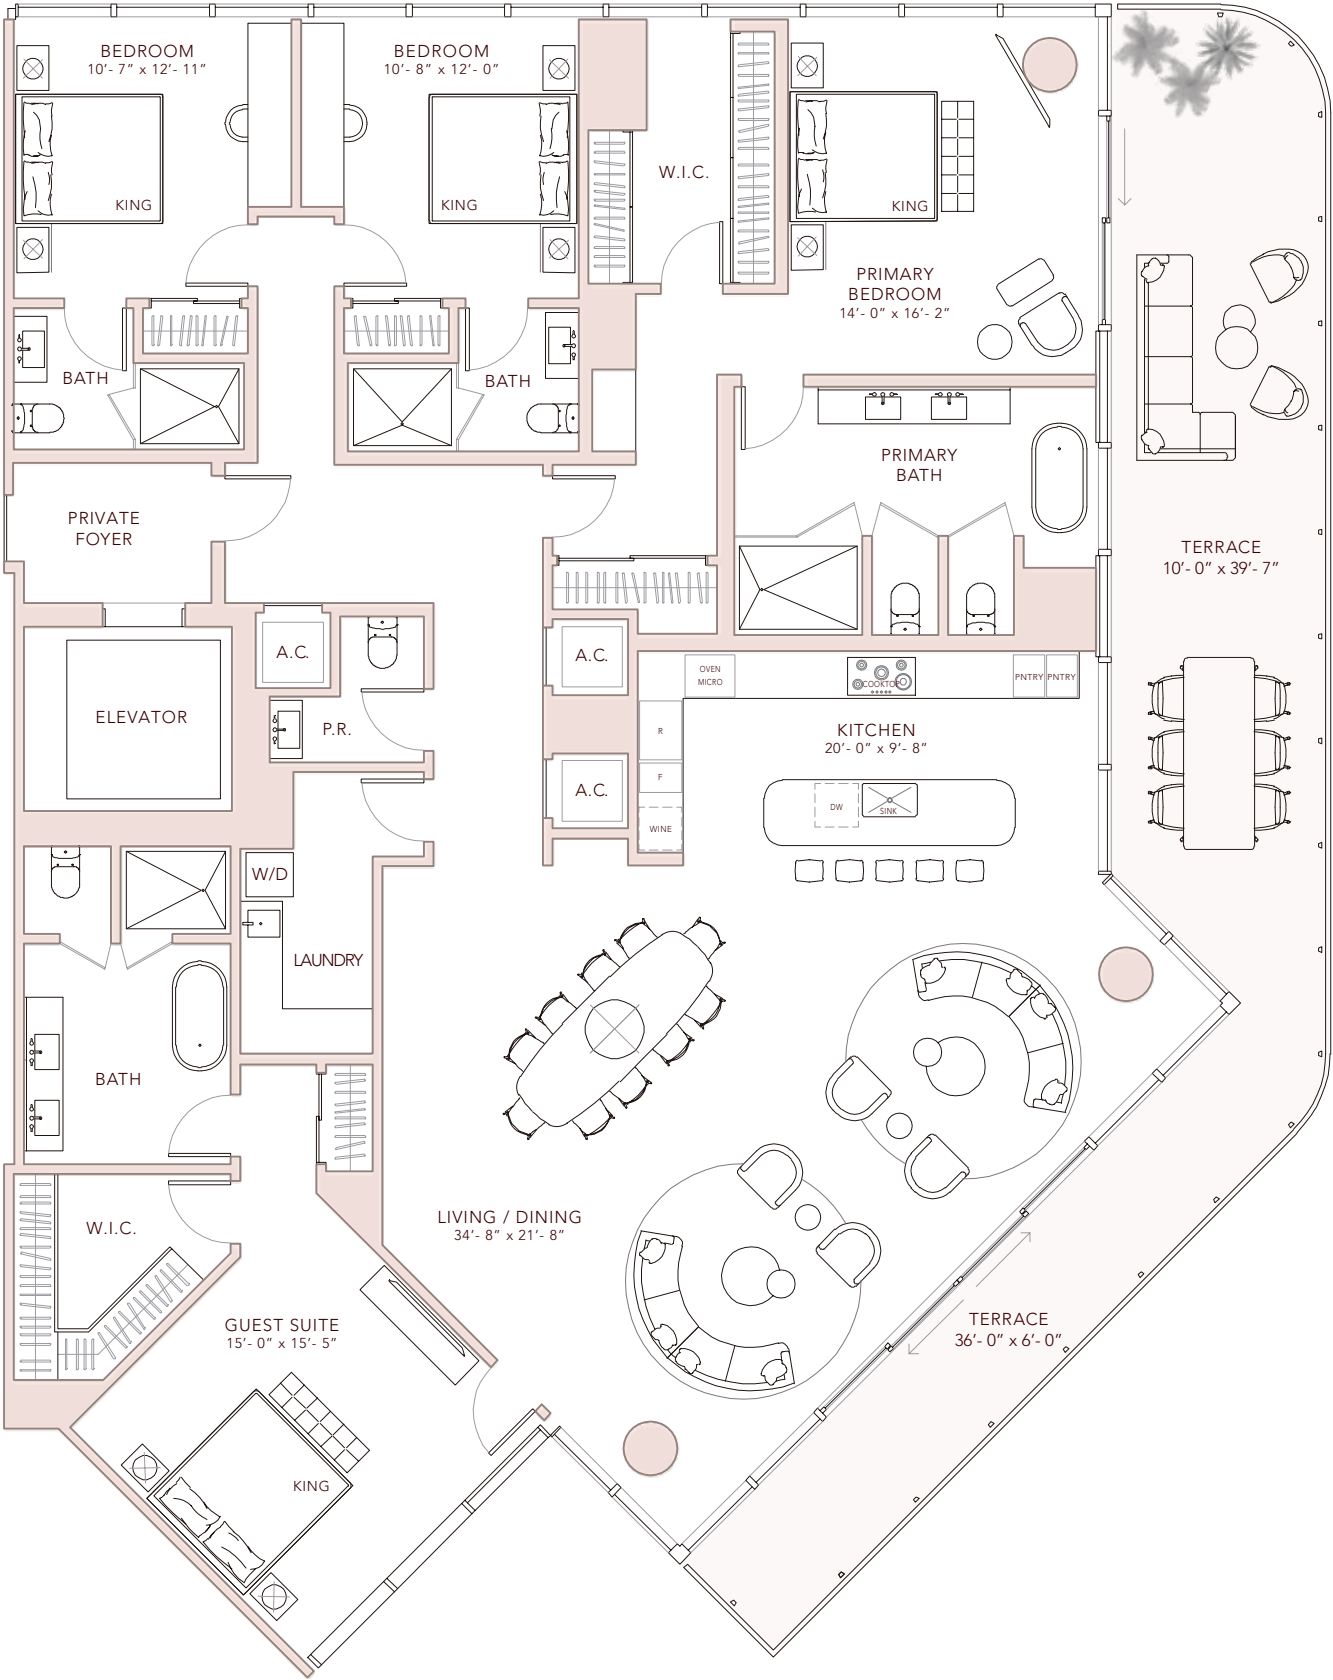 BEDROOM
10'- 7" x 12'- 11"
BEDROOM
10'- 8" x 12'- 0"
W.I.C.
KING
KING
KING
PRIMARY
BEDROOM
14'- 0" x 16'- 2"
BATH
BATH
PRIMARY
BATH
PRIVATE
FOYER
TERRACE
10'- 0" x 39'- 7"
A.C.
A.C.
OVEN
MICRO
COOKTOP
PNTRY
PNTRY
ELEVATOR
P.R.
R
KITCHEN
20'- 0" x 9'- 8"
F
A.C.
DW
SINK
WINE
W/D
LAUNDRY
BATH
W.I.C.
LIVING / DINING
34'- 8" x 21'- 8"
GUEST SUITE
15'- 0" x 15'- 5"
TERRACE
36'- 0" x 6'- 0"
KING